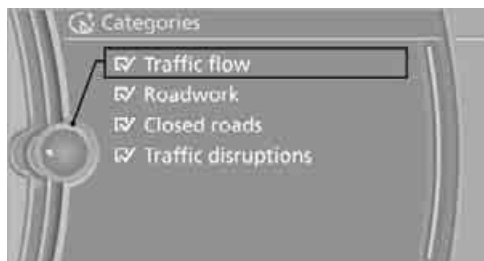 Categories
Traffic flow
Roadwork
Closed roads
Traffic disruptions